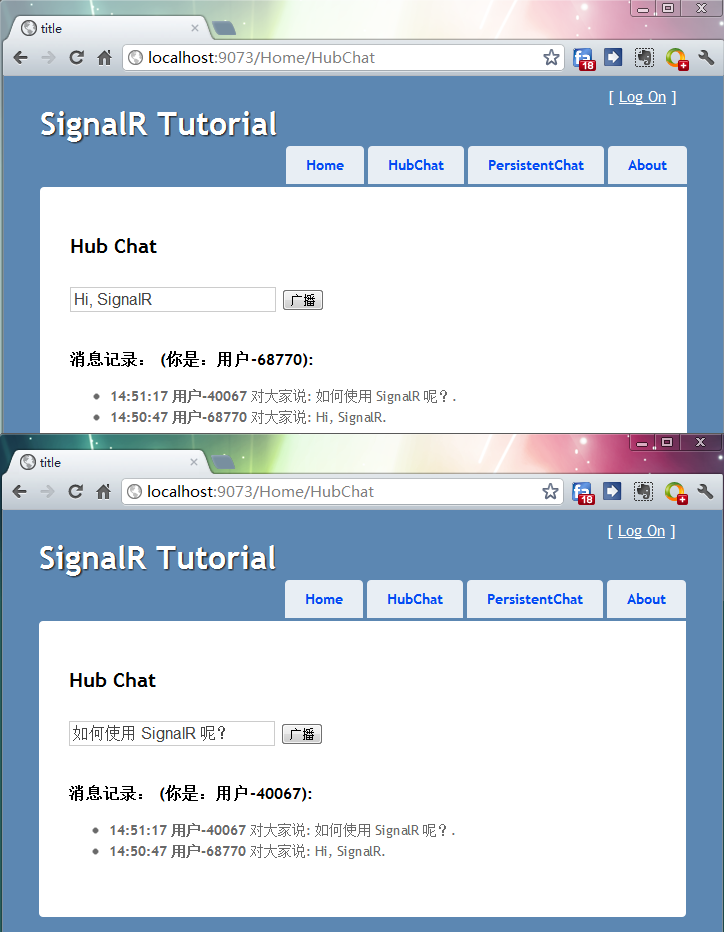 title
localhost:9073/Home/HubChat
18
[ Log On ]
SignalR Tutorial
Home HubChat PersistentChat About
Hub Chat
Hi, SignalR 广播
消息记录： (你是：用户-68770):
14:51:17 用户-40067 对大家说: 如何使用 SignalR 呢？.
14:50:47 用户-68770 对大家说: Hi, SignalR.
title
localhost:9073/Home/HubChat
18
[ Log On ]
SignalR Tutorial
Home HubChat PersistentChat About
Hub Chat
如何使用 SignalR 呢？ 广播
消息记录： (你是：用户-40067):
14:51:17 用户-40067 对大家说: 如何使用 SignalR 呢？.
14:50:47 用户-68770 对大家说: Hi, SignalR.